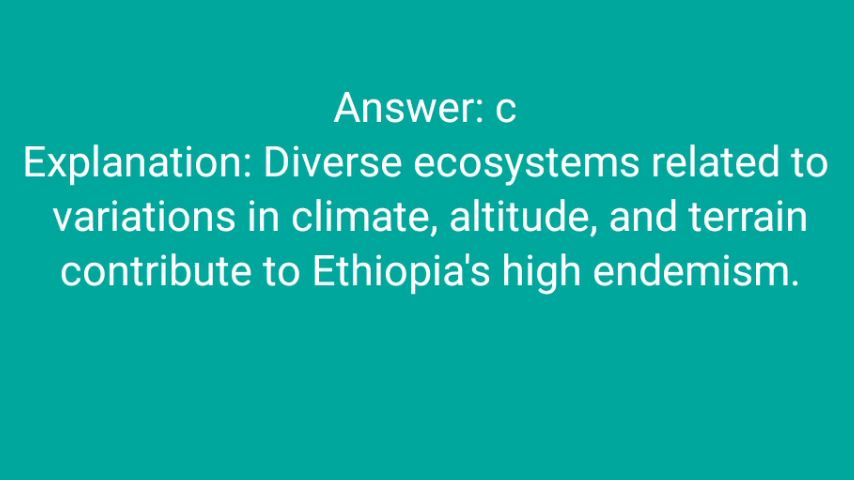 Answer: c
Explanation: Diverse ecosystems related to
variations in climate, altitude, and terrain
contribute to Ethiopia's high endemism.